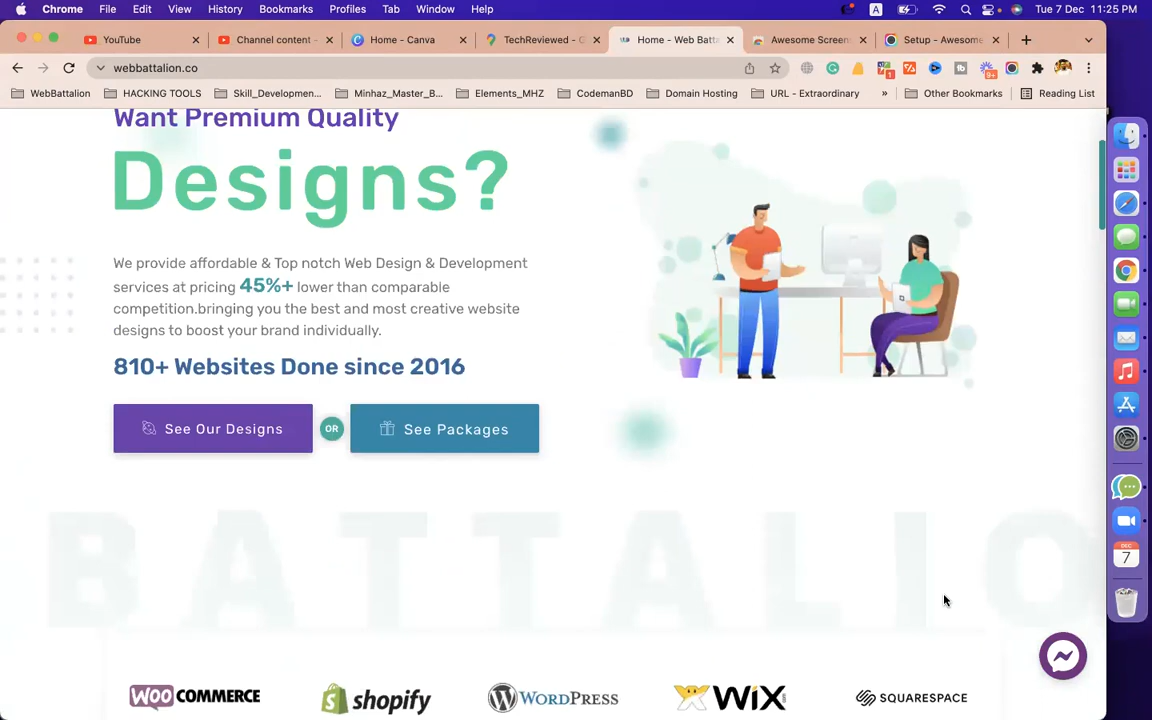 Chrome File Edit View History Bookmarks Profiles Tab Window Help A Tue 7 Dec 11:25 PM
YouTube Channel content - Home - Canva TechReviewed - G Home - Web Batt Awesome Screen Setup - Awesome
webbattalion.co
WebBattalion HACKING TOOLS Skill_Developmen... Minhaz_Master_B... Elements_MHZ CodemanBD Domain Hosting URL - Extraordinary » Other Bookmarks Reading List
Want Premium Quality
Designs?
We provide affordable & Top notch Web Design & Development
services at pricing 45%+ lower than comparable
competition.bringing you the best and most creative website
designs to boost your brand individually.
810+ Websites Done since 2016
See Our Designs OR See Packages
BATTALIO
WOO COMMERCE shopify WORDPRESS WiX SQUARESPACE
DEC
7